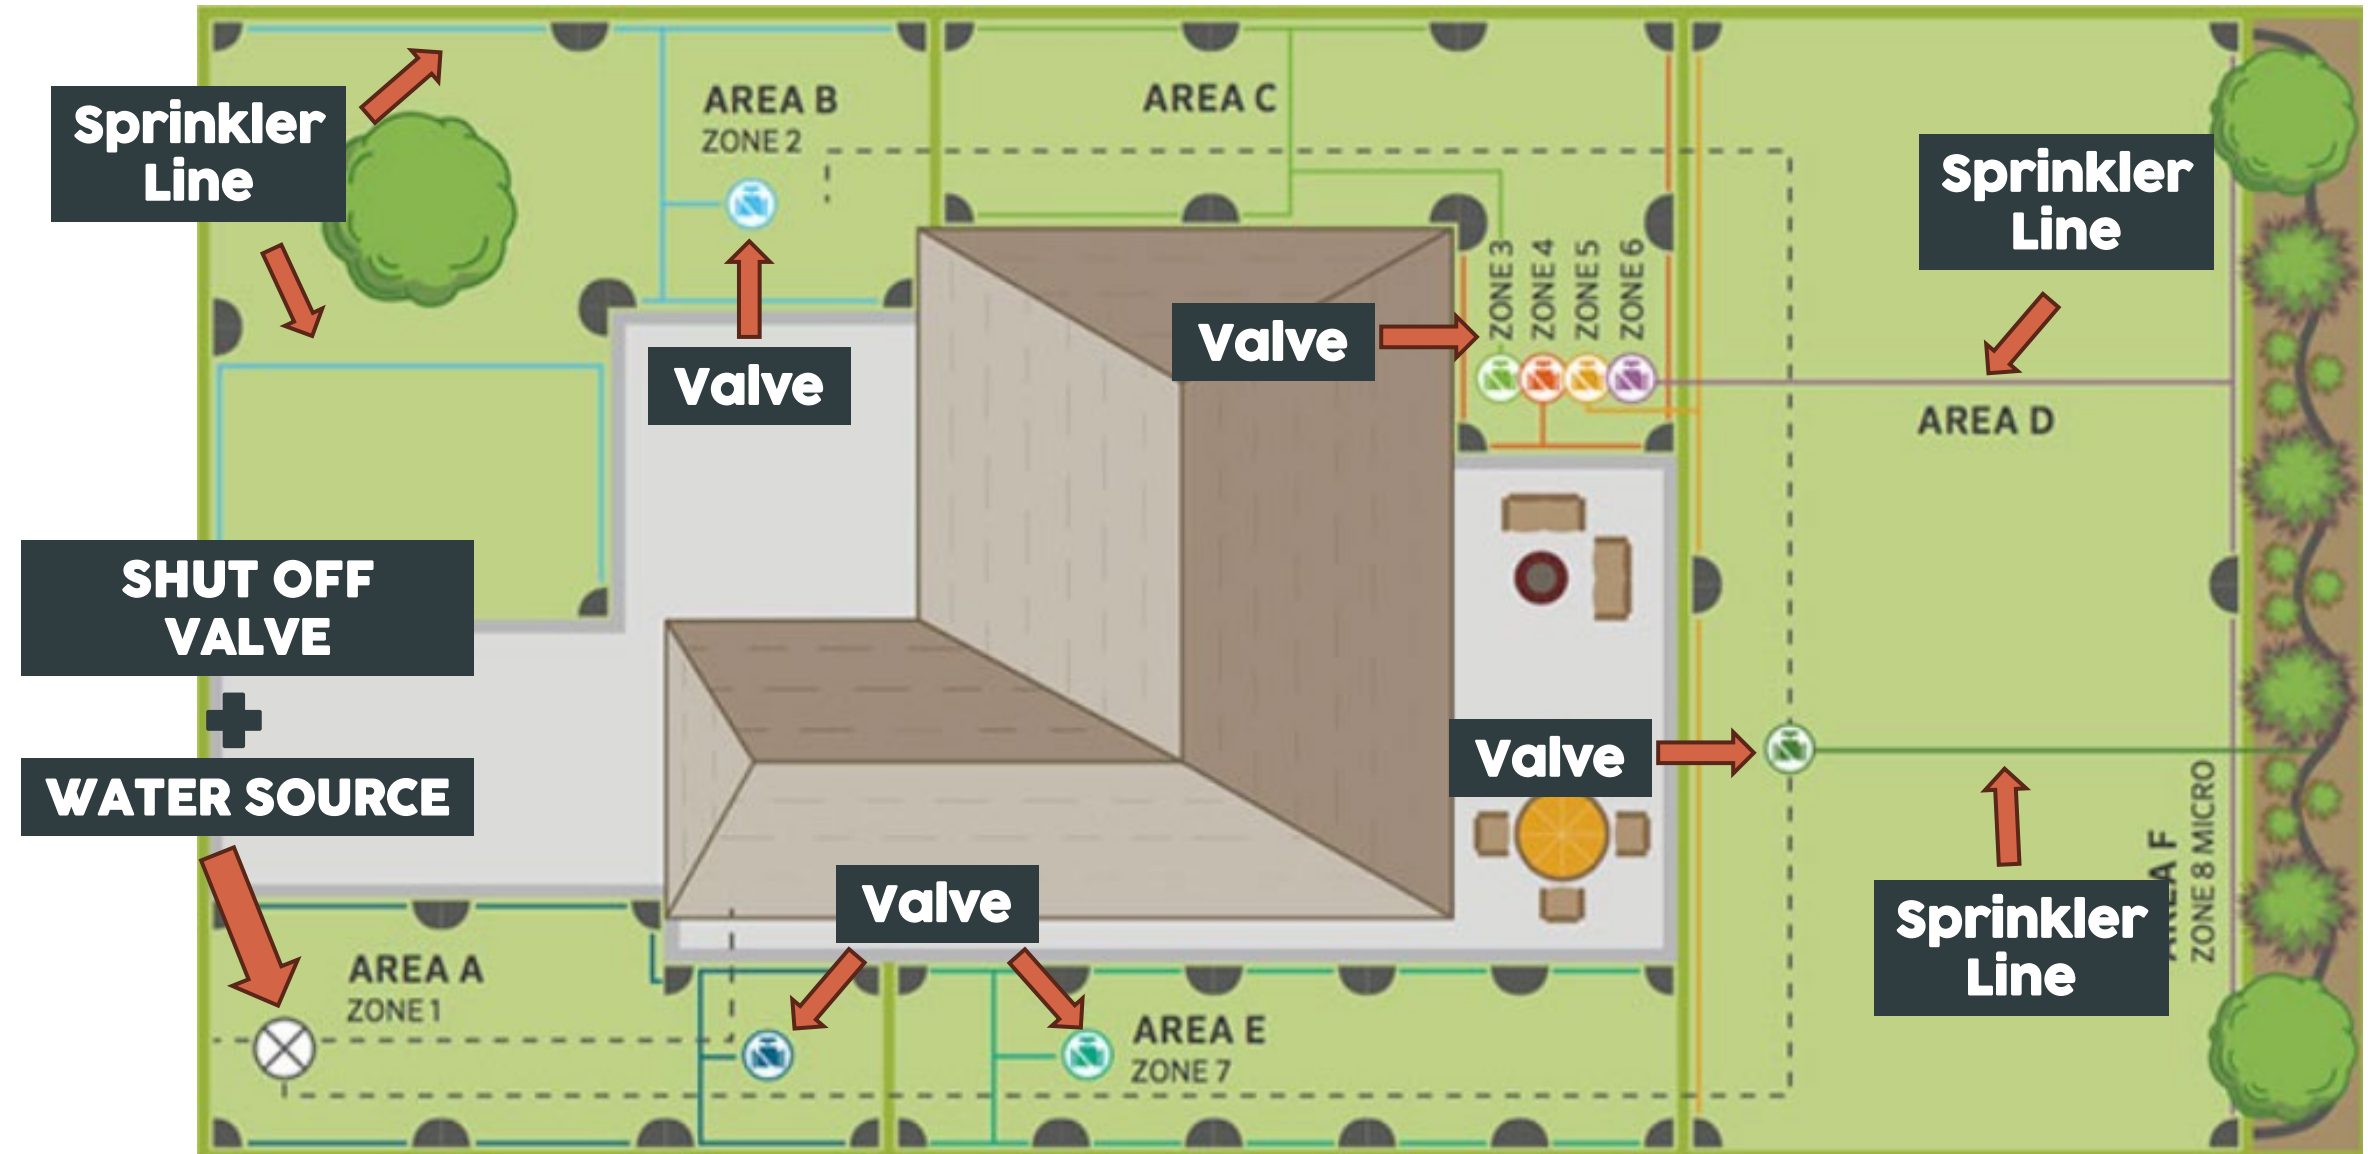 AREA B
ZONE 2
AREA C
Sprinkler
Line
Sprinkler
Line
ZONE 3
ZONE 4
ZONE 5
ZONE 6
Valve
Valve
AREA D
SHUT OFF
VALVE
WATER SOURCE
Valve
AREA F
ZONE 8 MICRO
Valve
Sprinkler
Line
AREA A
ZONE 1
AREA E
ZONE 7